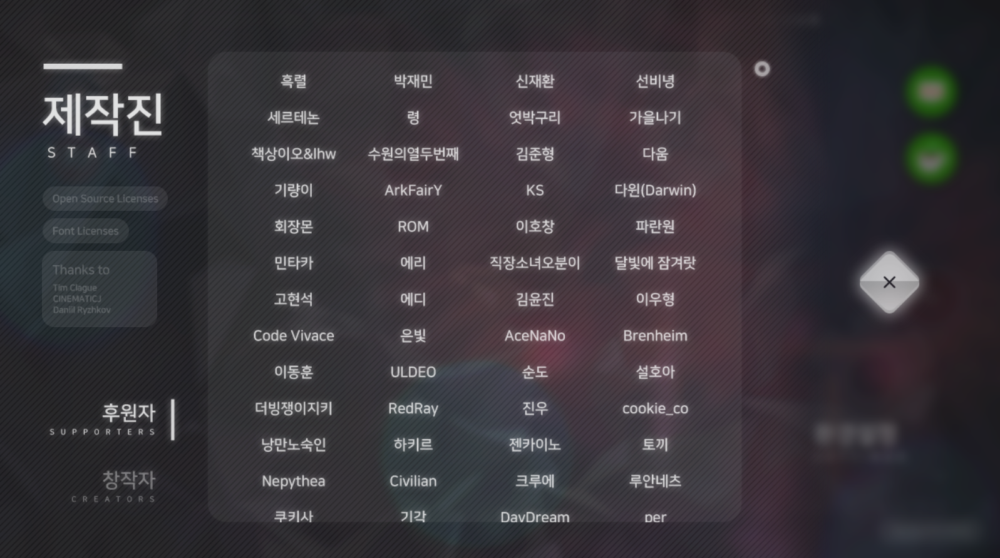 제작진
STAFF
Open Source Licenses
Font Licenses
Thanks to
Tim Clague
CINEMATICJ
Daniil Ryzhkov
후원자
SUPPORTERS
창작자
CREATORS
흑렬 박재민 신재환 선비녕
세르테논 령 엇박구리 가을나기
책상이오&lhw 수원의열두번째 김준형 다움
기량이 ArkFairY KS 다윈(Darwin)
회장몬 ROM 이호창 파란원
민타카 에리 직장소녀오분이 달빛에 잠겨랏
고현석 에디 김윤진 이우형
Code Vivace 은빛 AceNaNo Brenheim
이동훈 ULDEO 순도 설호아
더빙쟁이지키 RedRay 진우 cookie_co
낭만노숙인 하키르 젠카이노 토끼
Nepythea Civilian 크루에 루안네츠
쿠키사 기각 DayDream per